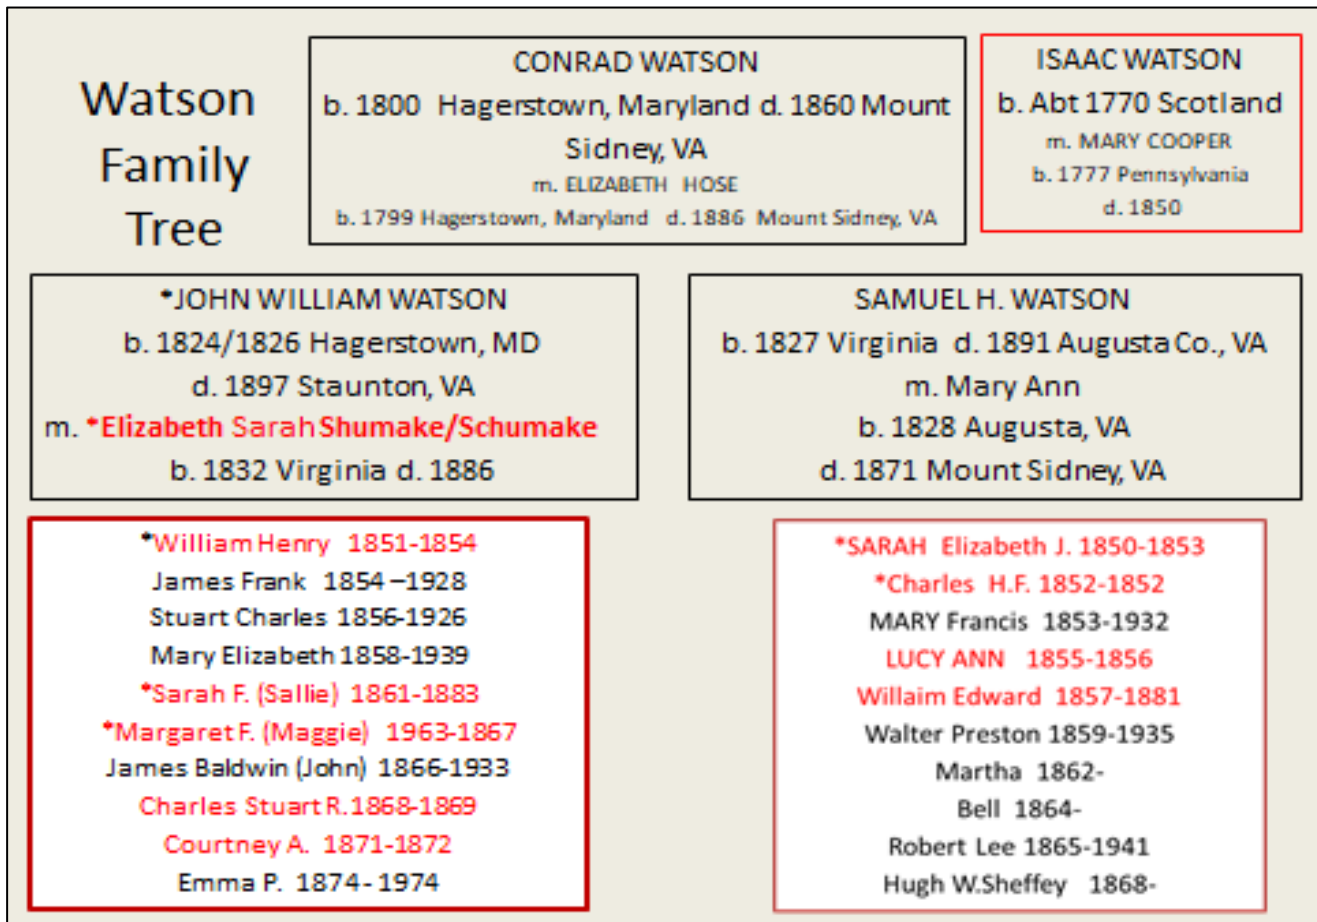 Watson
Family
Tree
CONRAD WATSON
b. 1800 Hagerstown, Maryland d. 1860 Mount
Sidney, VA
m. ELIZABETH HOSE
b. 1799 Hagerstown, Maryland d. 1886 Mount Sidney, VA
ISAAC WATSON
b. Abt 1770 Scotland
m. MARY COOPER
b. 1777 Pennsylvania
d. 1850
*JOHN WILLIAM WATSON
b. 1824/1826 Hagerstown, MD
d. 1897 Staunton, VA
m. *Elizabeth Sarah Shumake/Schumake
b. 1832 Virginia d. 1886
SAMUEL H. WATSON
b. 1827 Virginia d. 1891 Augusta Co., VA
m. Mary Ann
b. 1828 Augusta, VA
d. 1871 Mount Sidney, VA
*William Henry 1851-1854
James Frank 1854 –1928
Stuart Charles 1856-1926
Mary Elizabeth 1858-1939
*Sarah F. (Sallie) 1861-1883
*Margaret F. (Maggie) 1963-1867
James Baldwin (John) 1866-1933
Charles Stuart R.1868-1869
Courtney A. 1871-1872
Emma P. 1874-1974
*SARAH Elizabeth J. 1850-1853
*Charles H.F. 1852-1852
MARY Francis 1853-1932
LUCY ANN 1855-1856
Willaim Edward 1857-1881
Walter Preston 1859-1935
Martha 1862-
Bell 1864-
Robert Lee 1865-1941
Hugh W.Sheffey 1868-